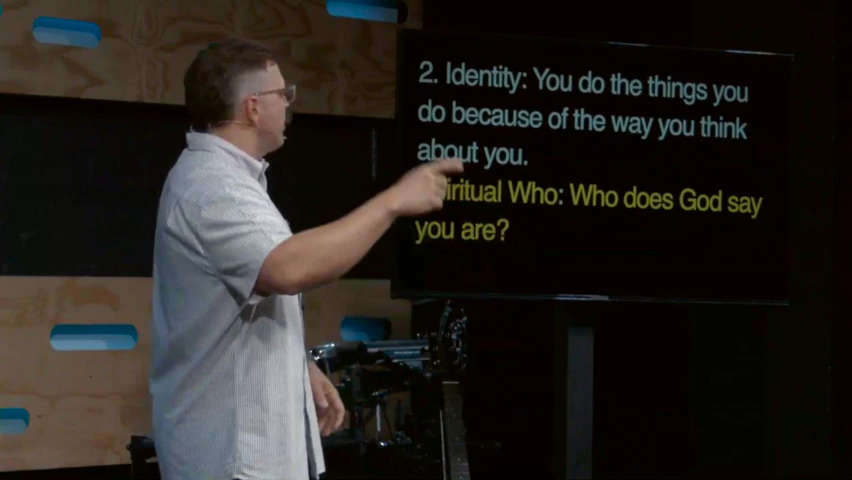 2. Identity: You do the things you
do because of the way you think
about you.
iritual Who: Who does God say
you are?